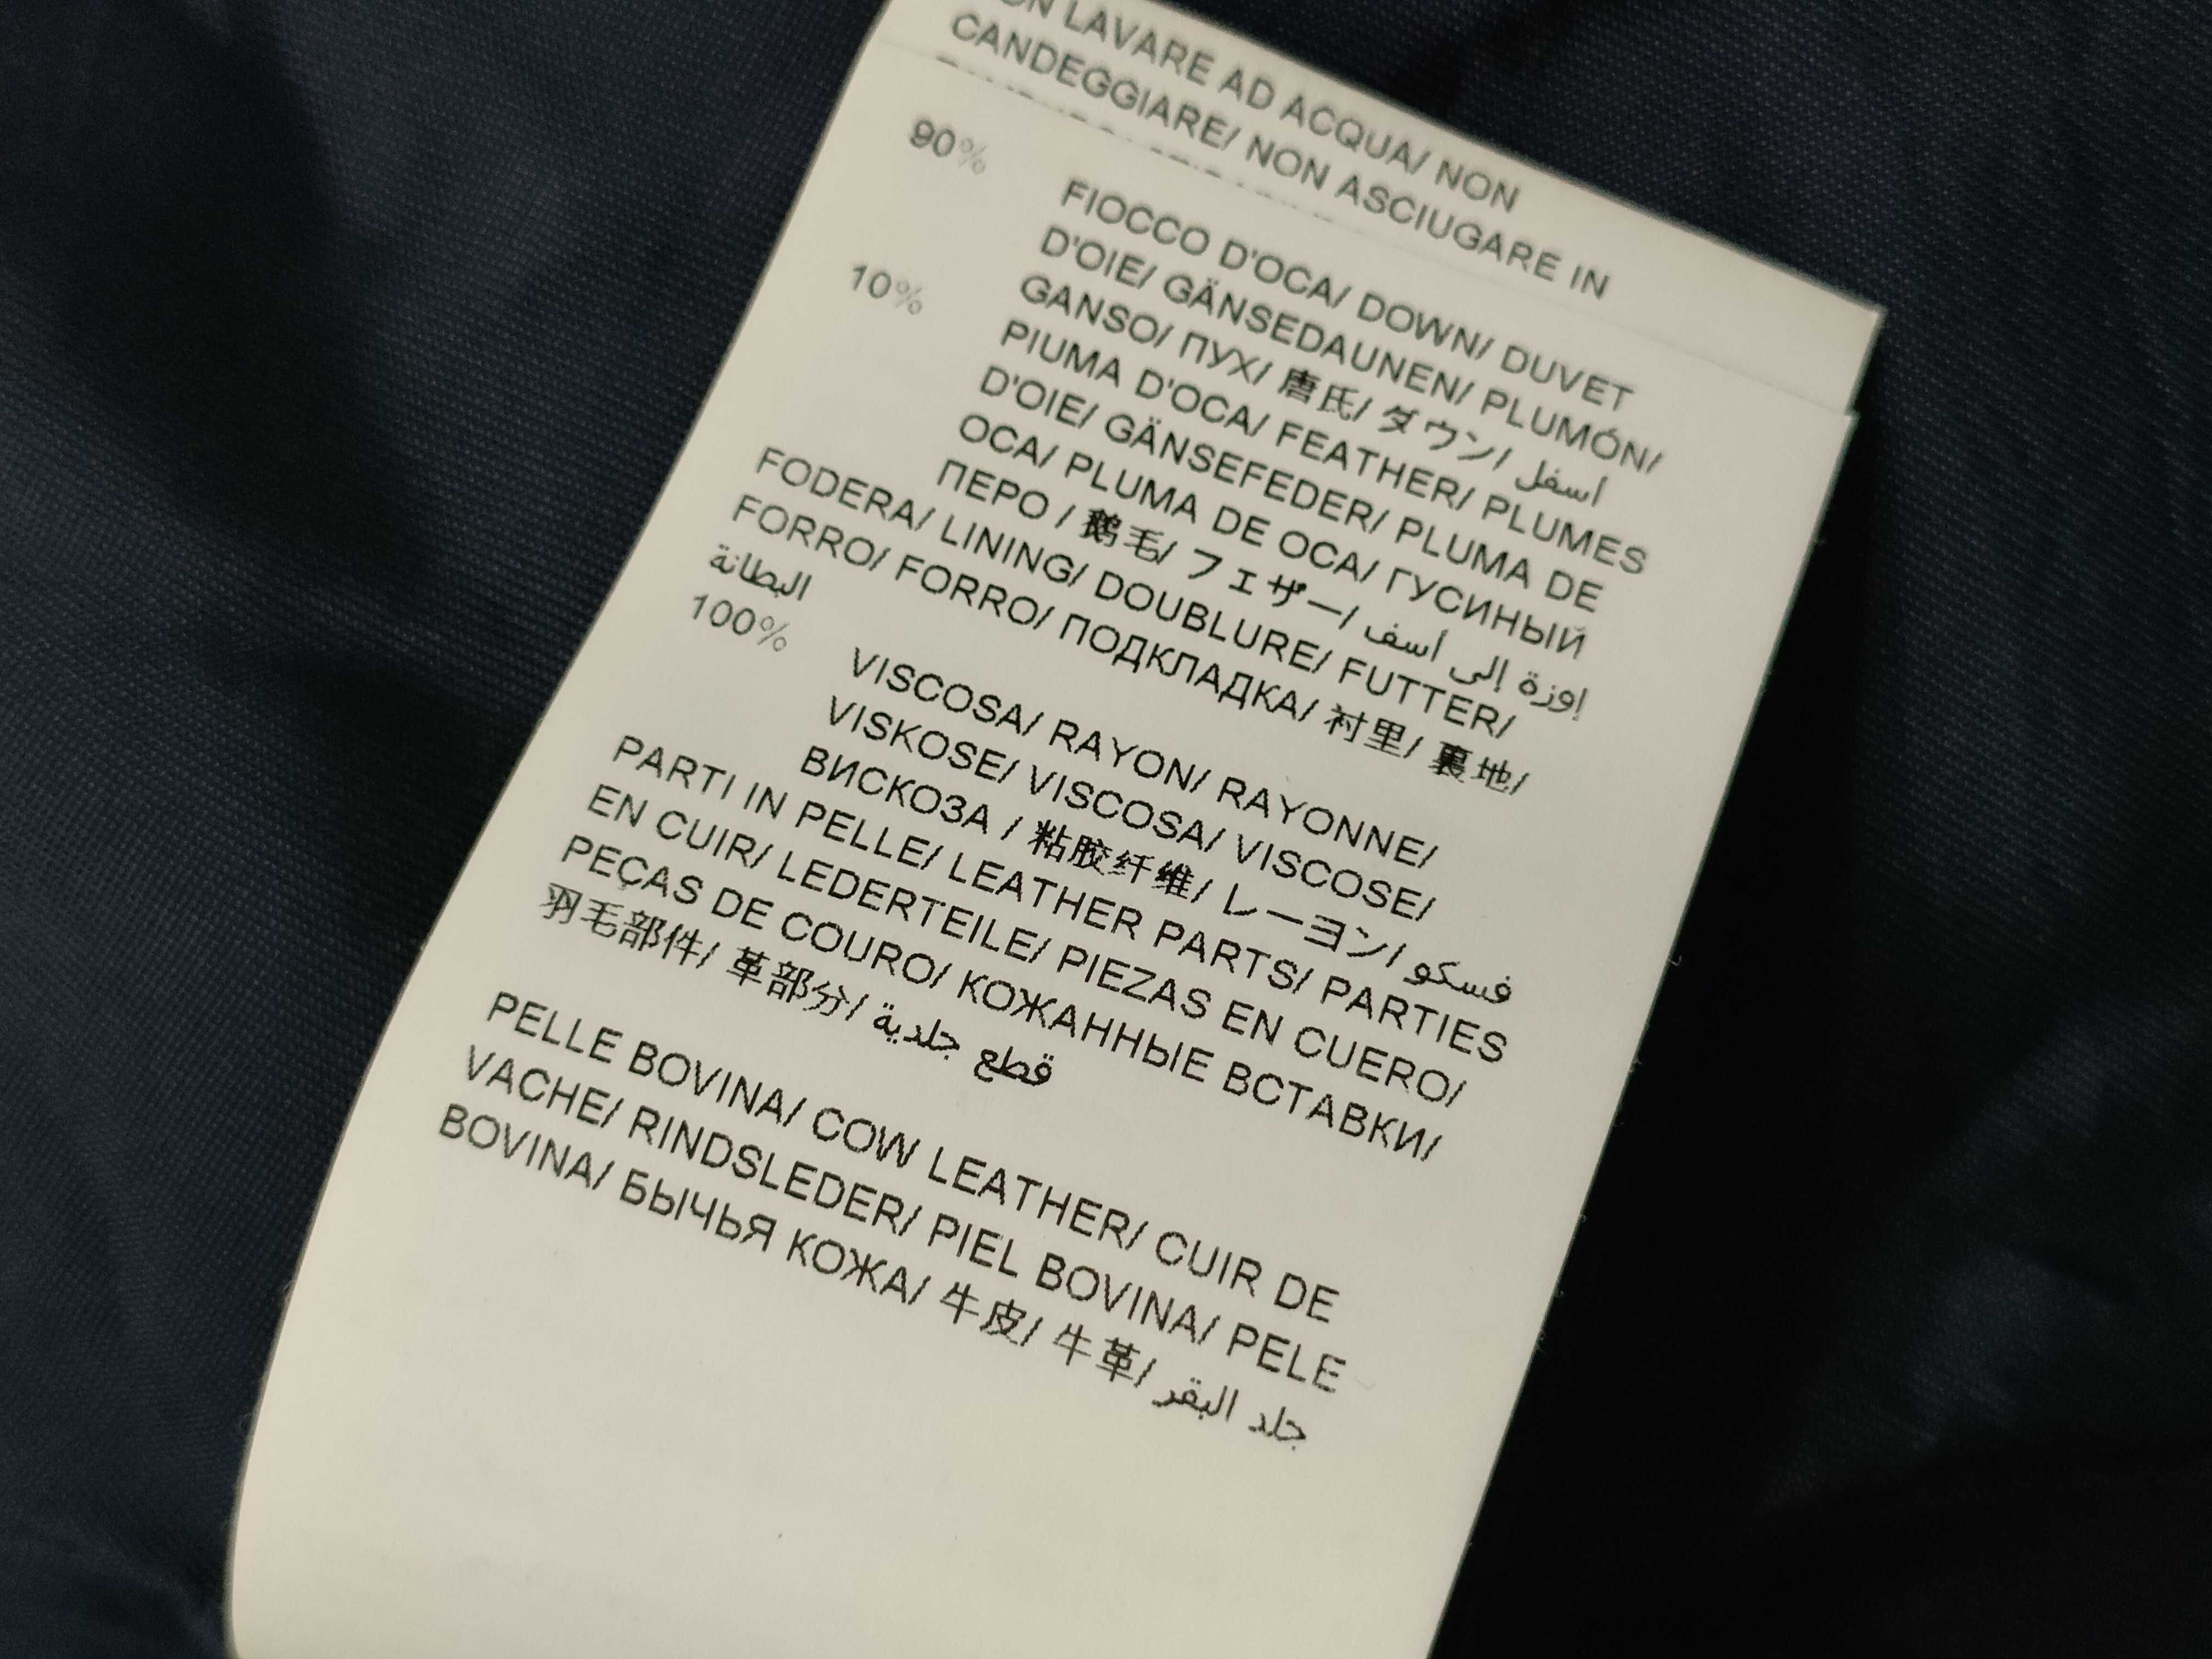 LAVARE AD ACQUA/ NON
CANDEGGIARE/ NON ASCIUGARE IN
90% FIOCCO D'OCA/ DOWN/ DUVET
D'OIE/ GÄNSEDAUNEN/ PLUMÓN/
GANSO/ ПУХ/ 唐氏/ ダウン/ أسفل
10% PIUMA D'OCA/ FEATHER/ PLUMES
D'OIE/ GÄNSEFEDER/ PLUMA DE
OCA/ PLUMA DE OCA/ ГУСИНЫЙ
ПЕРО / 鹅毛/ フェザー/ إوزة إلى أسف
FODERA/ LINING/ DOUBLURE/ FUTTER/
FORRO/ FORRO/ ПОДКЛАДКА/ 衬里/ 裏地/
البطانة
100% VISCOSA/ RAYON/ RAYONNE/
VISKOSE/ VISCOSA/ VISCOSE/
ВИСКОЗА / 粘胶纤维/ レーヨン/ فسكو
PARTI IN PELLE/ LEATHER PARTS/ PARTIES
EN CUIR/ LEDERTEILE/ PIEZAS EN CUERO/
PEÇAS DE COURO/ КОЖАННЫЕ ВСТАВКИ/
羽毛部件/ 革部分/ قطع جلدية
PELLE BOVINA/ COW LEATHER/ CUIR DE
VACHE/ RINDSLEDER/ PIEL BOVINA/ PELE
BOVINA/ БЫЧЬЯ КОЖА/ 牛皮/ 牛革/ جلد البقر